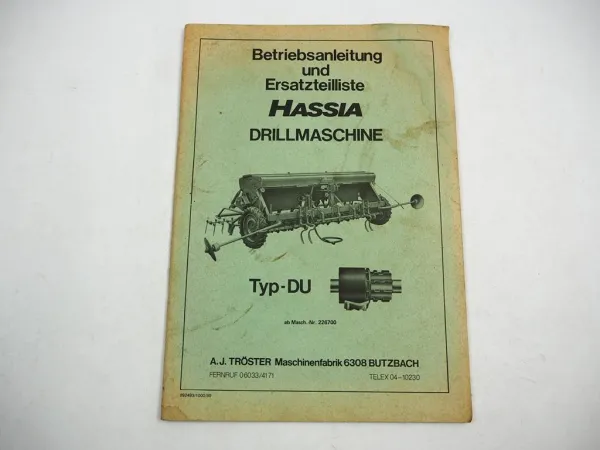 Betriebsanleitung
und
Ersatzteilliste
HASSIA
DRILLMASCHINE
Typ-DU
ab Masch. Nr. 226700
A.J. TRÖSTER Maschinenfabrik 6308 BUTZBACH
FERNRUF 06033/4171 TELEX 04-10230